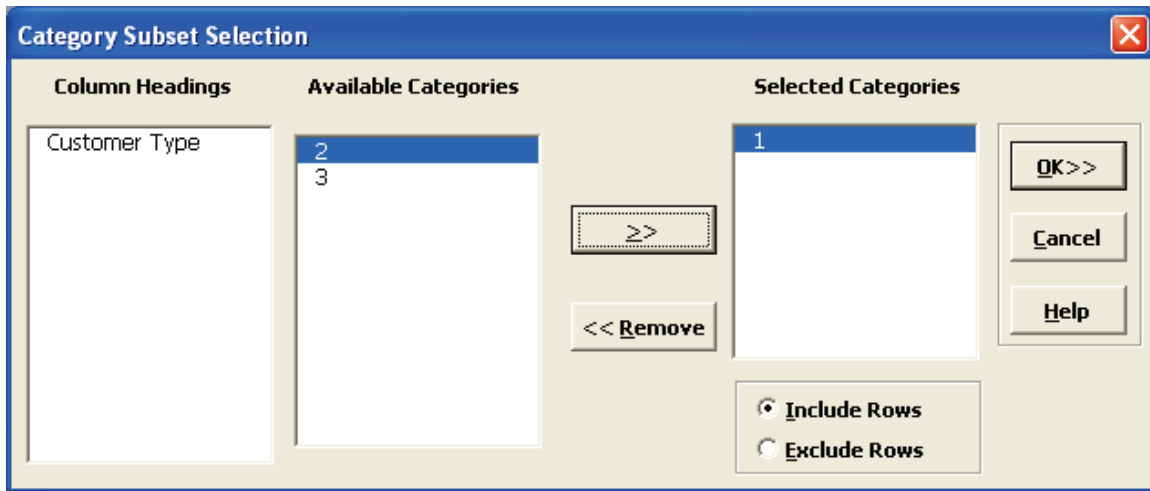 Category Subset Selection
Column Headings
Available Categories
Selected Categories
Customer Type
2
3
1
>>
<< Remove
OK>>
Cancel
Help
Include Rows
Exclude Rows